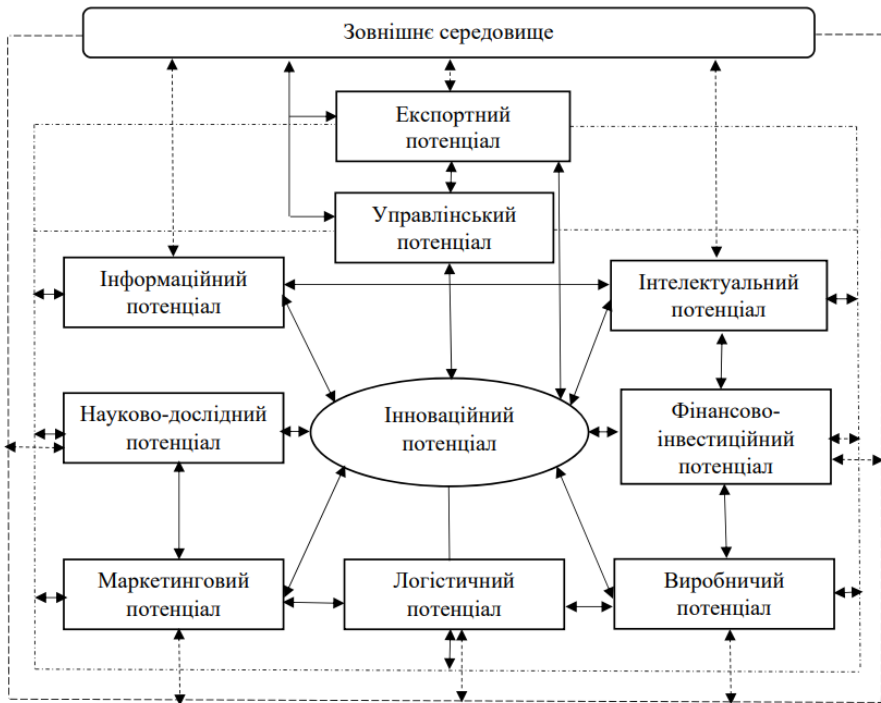 Зовнішнє середовище
Експортний
потенціал
Управлінський
потенціал
Інформаційний
потенціал
Інтелектуальний
потенціал
Науково-дослідний
потенціал
Інноваційний
потенціал
Фінансово-
інвестиційний
потенціал
Маркетинговий
потенціал
Логістичний
потенціал
Виробничий
потенціал